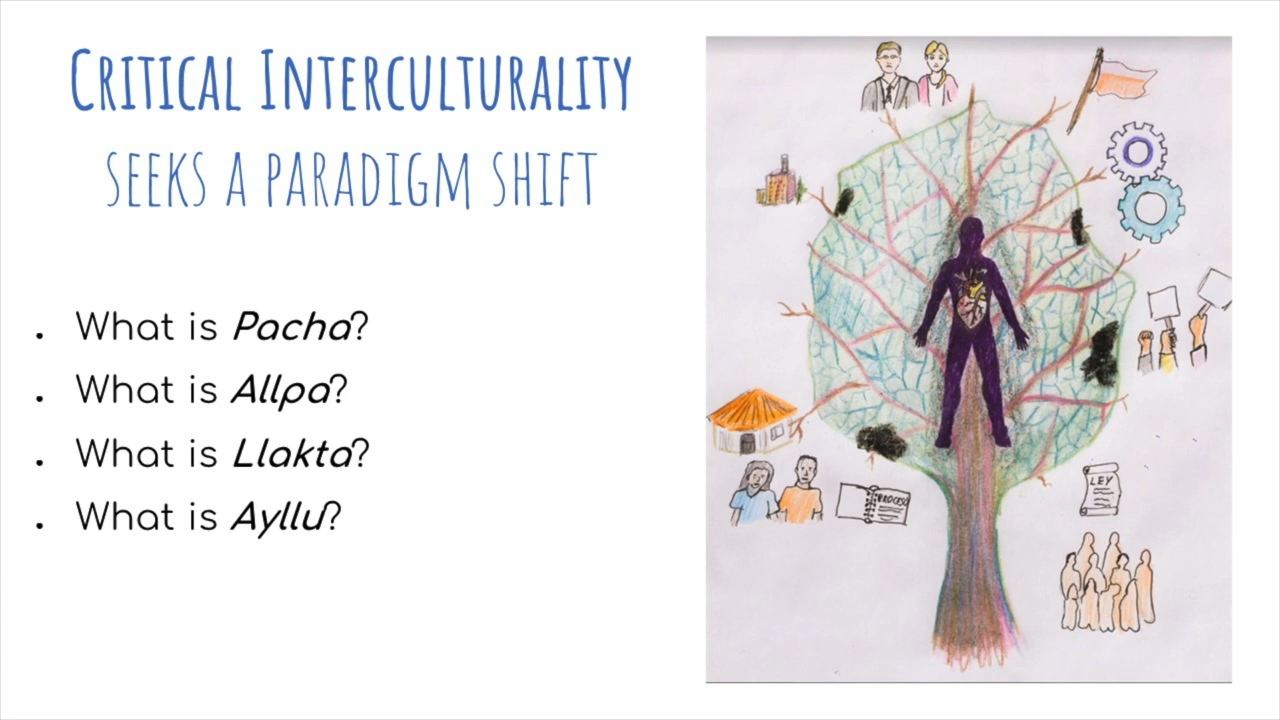 CRITICAL INTERCULTURALITY
SEEKS A PARADIGM SHIFT
• What is Pacha?
• What is Allpa?
• What is Llakta?
• What is Ayllu?
PROCESO
LEY